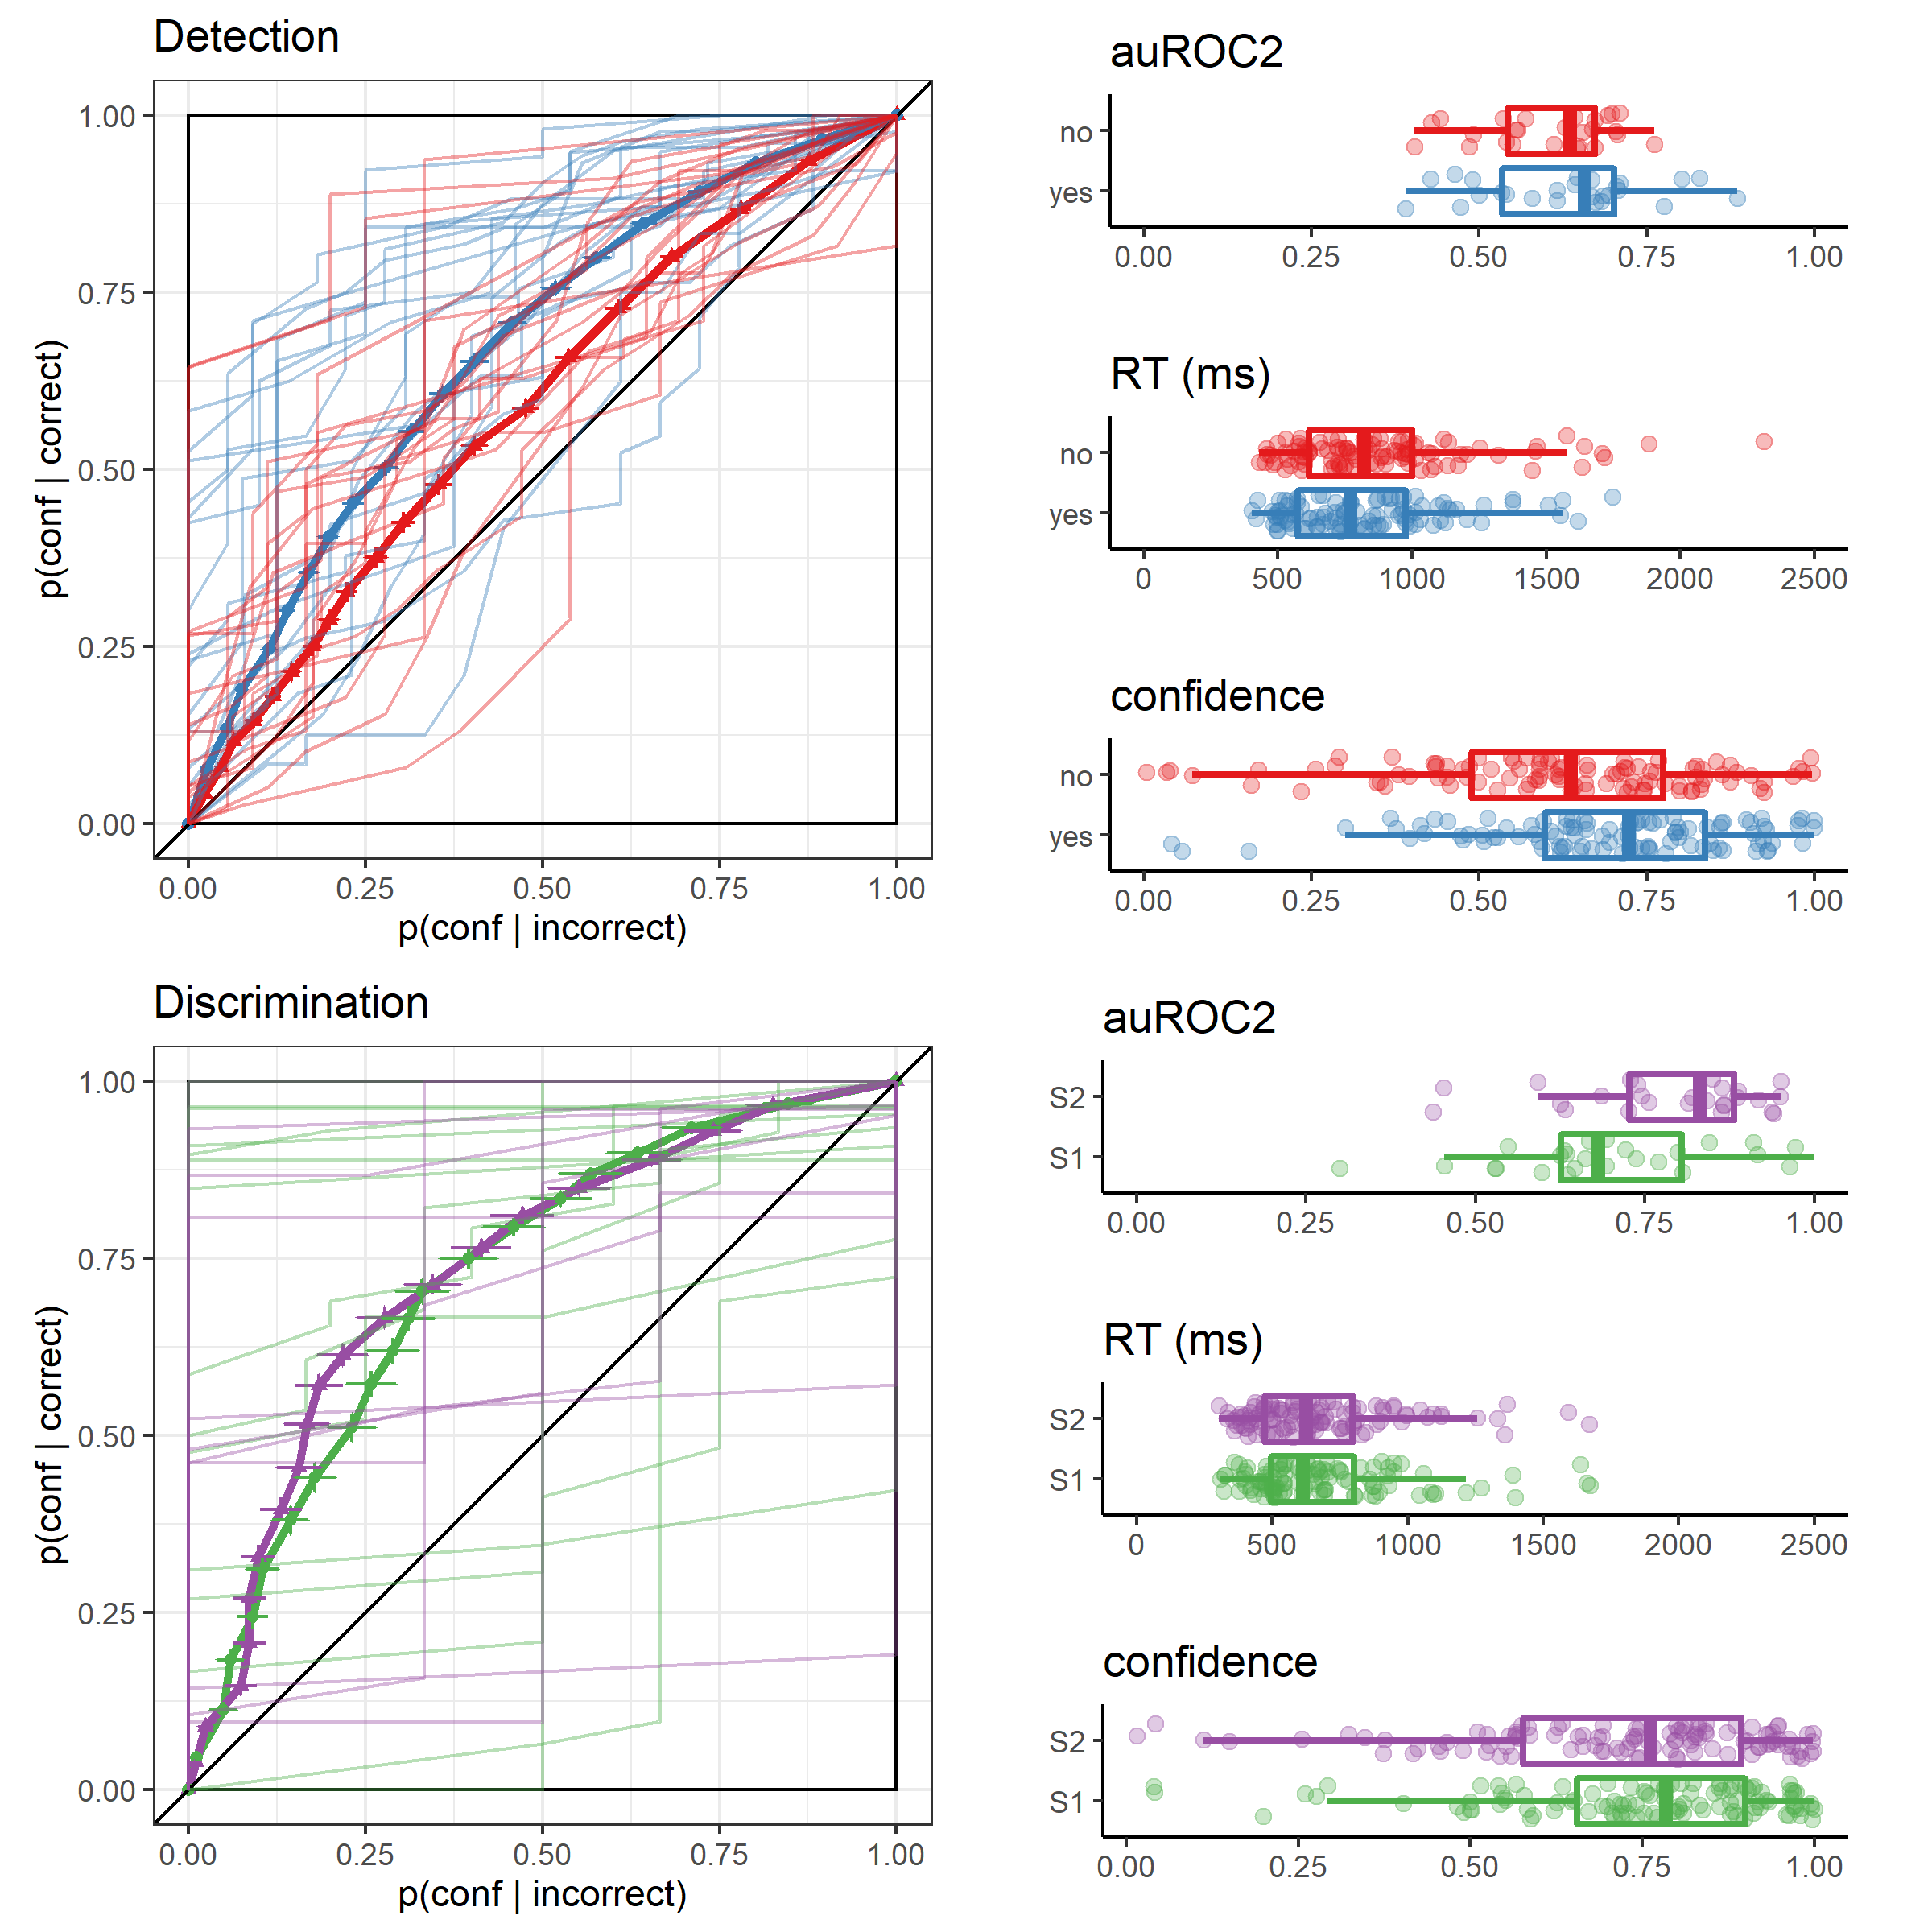 Detection
1.00
0.75
0.50
0.25
0.00
p(conf | correct)
0.00 0.25 0.50 0.75 1.00
p(conf | incorrect)
auROC2
no
yes
0.00 0.25 0.50 0.75 1.00
RT (ms)
no
yes
0 500 1000 1500 2000 2500
confidence
no
yes
0.00 0.25 0.50 0.75 1.00
Discrimination
1.00
0.75
0.50
0.25
0.00
p(conf | correct)
0.00 0.25 0.50 0.75 1.00
p(conf | incorrect)
auROC2
S2
S1
0.00 0.25 0.50 0.75 1.00
RT (ms)
S2
S1
0 500 1000 1500 2000 2500
confidence
S2
S1
0.00 0.25 0.50 0.75 1.00